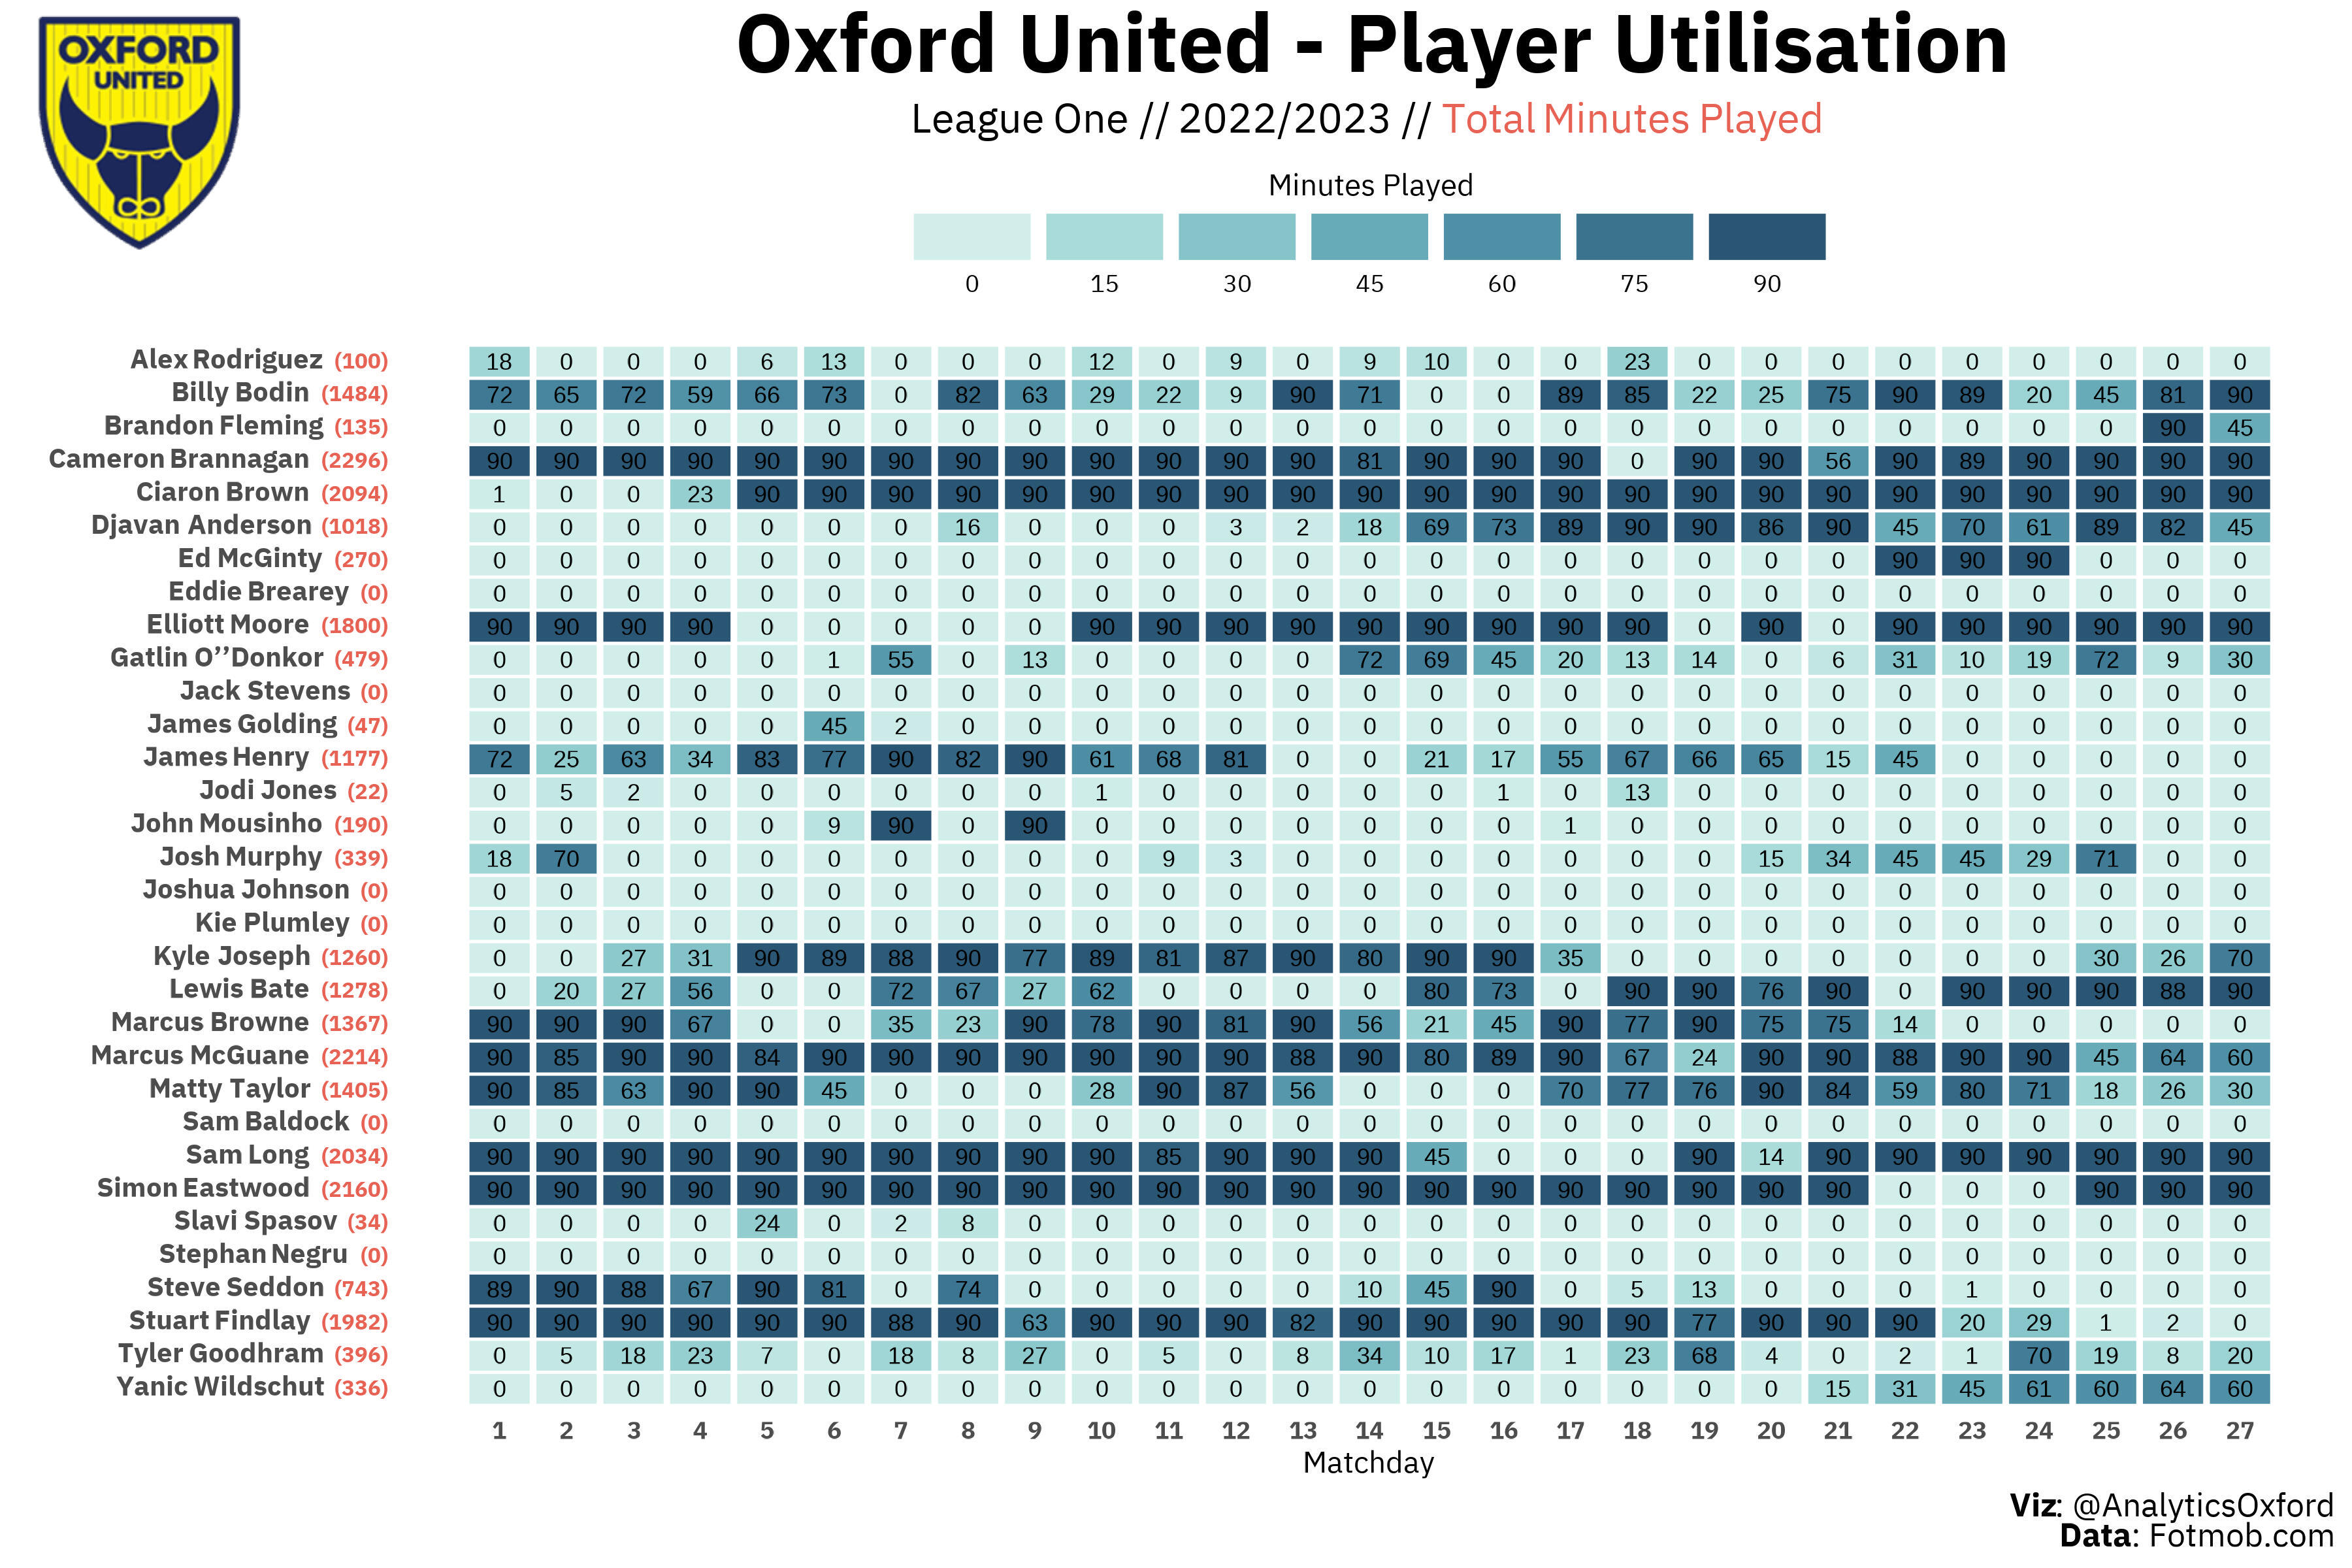 OXFORD
UNITED
Oxford United - Player Utilisation
League One // 2022/2023 // Total Minutes Played
Minutes Played
0 15 30 45 60 75 90
Alex Rodriguez (100) 18 0 0 0 6 13 0 0 0 12 0 9 0 9 10 0 0 23 0 0 0 0 0 0 0 0 0
Billy Bodin (1484) 72 65 72 59 66 73 0 82 63 29 22 9 90 71 0 0 89 85 22 25 75 90 89 20 45 81 90
Brandon Fleming (135) 0 0 0 0 0 0 0 0 0 0 0 0 0 0 0 0 0 0 0 0 0 0 0 0 0 90 45
Cameron Brannagan (2296) 90 90 90 90 90 90 90 90 90 90 90 90 90 81 90 90 90 0 90 90 56 90 89 90 90 90 90
Ciaron Brown (2094) 1 0 0 23 90 90 90 90 90 90 90 90 90 90 90 90 90 90 90 90 90 90 90 90 90 90 90
Djavan Anderson (1018) 0 0 0 0 0 0 0 16 0 0 0 3 2 18 69 73 89 90 90 86 90 45 70 61 89 82 45
Ed McGinty (270) 0 0 0 0 0 0 0 0 0 0 0 0 0 0 0 0 0 0 0 0 0 90 90 90 0 0 0
Eddie Brearey (0) 0 0 0 0 0 0 0 0 0 0 0 0 0 0 0 0 0 0 0 0 0 0 0 0 0 0 0
Elliott Moore (1800) 90 90 90 90 0 0 0 0 0 90 90 90 90 90 90 90 90 90 0 90 0 90 90 90 90 90 90
Gatlin O’’Donkor (479) 0 0 0 0 0 1 55 0 13 0 0 0 0 72 69 45 20 13 14 0 6 31 10 19 72 9 30
Jack Stevens (0) 0 0 0 0 0 0 0 0 0 0 0 0 0 0 0 0 0 0 0 0 0 0 0 0 0 0 0
James Golding (47) 0 0 0 0 0 45 2 0 0 0 0 0 0 0 0 0 0 0 0 0 0 0 0 0 0 0 0
James Henry (1177) 72 25 63 34 83 77 90 82 90 61 68 81 0 0 21 17 55 67 66 65 15 45 0 0 0 0 0
Jodi Jones (22) 0 5 2 0 0 0 0 0 0 1 0 0 0 0 0 1 0 13 0 0 0 0 0 0 0 0 0
John Mousinho (190) 0 0 0 0 0 9 90 0 90 0 0 0 0 0 0 0 1 0 0 0 0 0 0 0 0 0 0
Josh Murphy (339) 18 70 0 0 0 0 0 0 0 0 9 3 0 0 0 0 0 0 0 15 34 45 45 29 71 0 0
Joshua Johnson (0) 0 0 0 0 0 0 0 0 0 0 0 0 0 0 0 0 0 0 0 0 0 0 0 0 0 0 0
Kie Plumley (0) 0 0 0 0 0 0 0 0 0 0 0 0 0 0 0 0 0 0 0 0 0 0 0 0 0 0 0
Kyle Joseph (1260) 0 0 27 31 90 89 88 90 77 89 81 87 90 80 90 90 35 0 0 0 0 0 0 0 30 26 70
Lewis Bate (1278) 0 20 27 56 0 0 72 67 27 62 0 0 0 0 80 73 0 90 90 76 90 0 90 90 90 88 90
Marcus Browne (1367) 90 90 90 67 0 0 35 23 90 78 90 81 90 56 21 45 90 77 90 75 75 14 0 0 0 0 0
Marcus McGuane (2214) 90 85 90 90 84 90 90 90 90 90 90 90 88 90 80 89 90 67 24 90 90 88 90 90 45 64 60
Matty Taylor (1405) 90 85 63 90 90 45 0 0 0 28 90 87 56 0 0 0 70 77 76 90 84 59 80 71 18 26 30
Sam Baldock (0) 0 0 0 0 0 0 0 0 0 0 0 0 0 0 0 0 0 0 0 0 0 0 0 0 0 0 0
Sam Long (2034) 90 90 90 90 90 90 90 90 90 90 85 90 90 90 45 0 0 0 90 14 90 90 90 90 90 90 90
Simon Eastwood (2160) 90 90 90 90 90 90 90 90 90 90 90 90 90 90 90 90 90 90 90 90 90 0 0 0 90 90 90
Slavi Spasov (34) 0 0 0 0 24 0 2 8 0 0 0 0 0 0 0 0 0 0 0 0 0 0 0 0 0 0 0
Stephan Negru (0) 0 0 0 0 0 0 0 0 0 0 0 0 0 0 0 0 0 0 0 0 0 0 0 0 0 0 0
Steve Seddon (743) 89 90 88 67 90 81 0 74 0 0 0 0 0 10 45 90 0 5 13 0 0 0 1 0 0 0 0
Stuart Findlay (1982) 90 90 90 90 90 90 88 90 63 90 90 90 82 90 90 90 90 90 77 90 90 90 20 29 1 2 0
Tyler Goodhram (396) 0 5 18 23 7 0 18 8 27 0 5 0 8 34 10 17 1 23 68 4 0 2 1 70 19 8 20
Yanic Wildschut (336) 0 0 0 0 0 0 0 0 0 0 0 0 0 0 0 0 0 0 0 0 15 31 45 61 60 64 60
1 2 3 4 5 6 7 8 9 10 11 12 13 14 15 16 17 18 19 20 21 22 23 24 25 26 27
Matchday
Viz: @AnalyticsOxford
Data: Fotmob.com